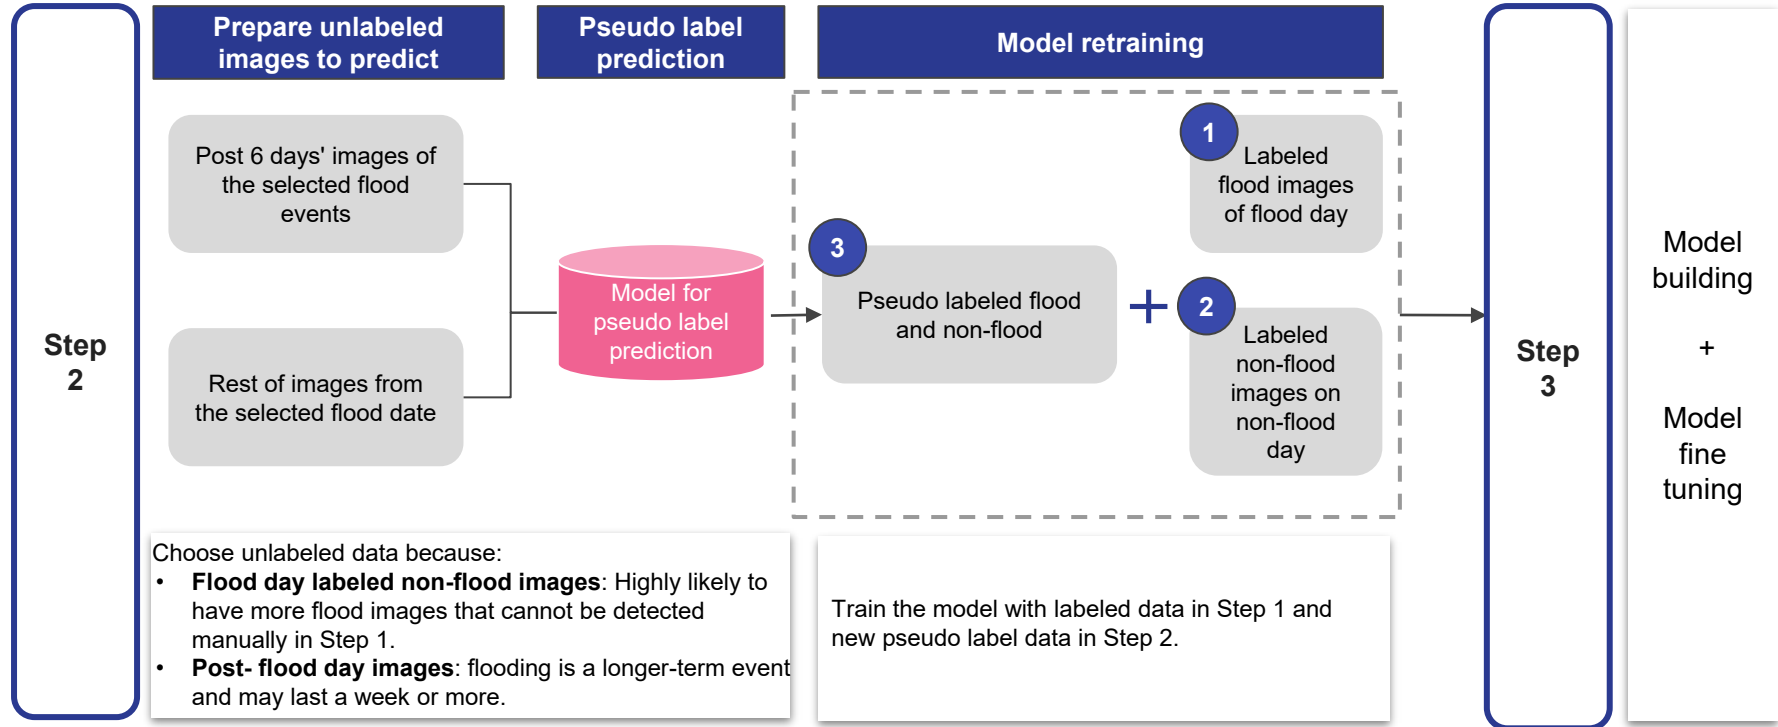 Step
2
Prepare unlabeled
images to predict
Pseudo label
prediction
Model retraining
Post 6 days' images of
the selected flood
events
Rest of images from
the selected flood date
Model for
pseudo label
prediction
3
Pseudo labeled flood
and non-flood
+
1
Labeled
flood images
of flood day
2
Labeled
non-flood
images on
non-flood
day
Choose unlabeled data because:
• Flood day labeled non-flood images: Highly likely to
have more flood images that cannot be detected
manually in Step 1.
• Post- flood day images: flooding is a longer-term event
and may last a week or more.
Train the model with labeled data in Step 1 and
new pseudo label data in Step 2.
Step
3
Model
building
+
Model
fine
tuning